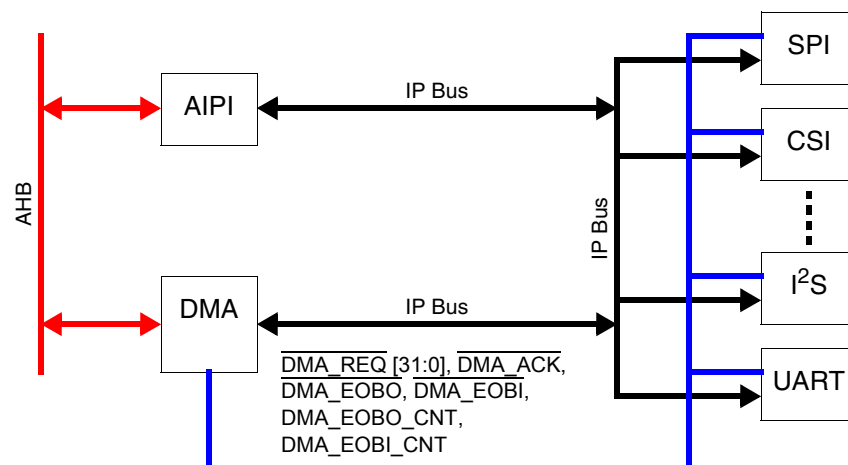 SPI
AIPI
IP Bus
CSI
AHB
IP Bus
I²S
DMA
IP Bus
DMA_REQ [31:0], DMA_ACK,
DMA_EOBO, DMA_EOBI,
DMA_EOBO_CNT,
DMA_EOBI_CNT
UART